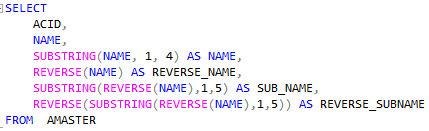 SELECT
ACID,
NAME,
SUBSTRING(NAME, 1, 4) AS NAME,
REVERSE(NAME) AS REVERSE_NAME,
SUBSTRING(REVERSE(NAME),1,5) AS SUB_NAME,
REVERSE(SUBSTRING(REVERSE(NAME),1,5)) AS REVERSE_SUBNAME
FROM AMASTER